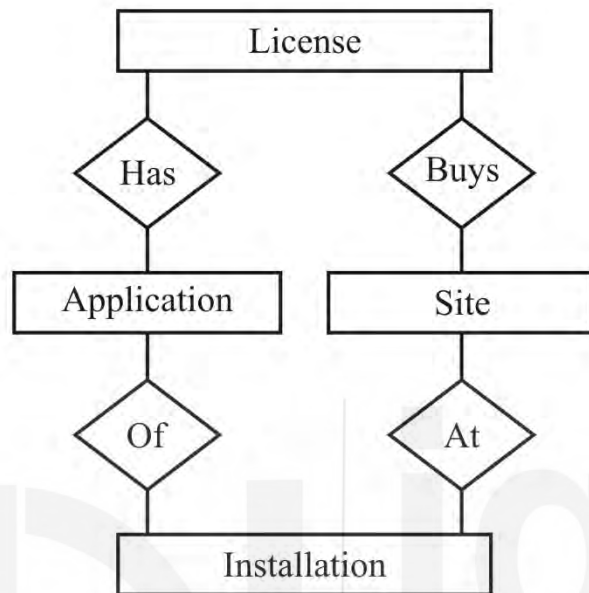 License
Has
Buys
Application
Site
Of
At
Installation